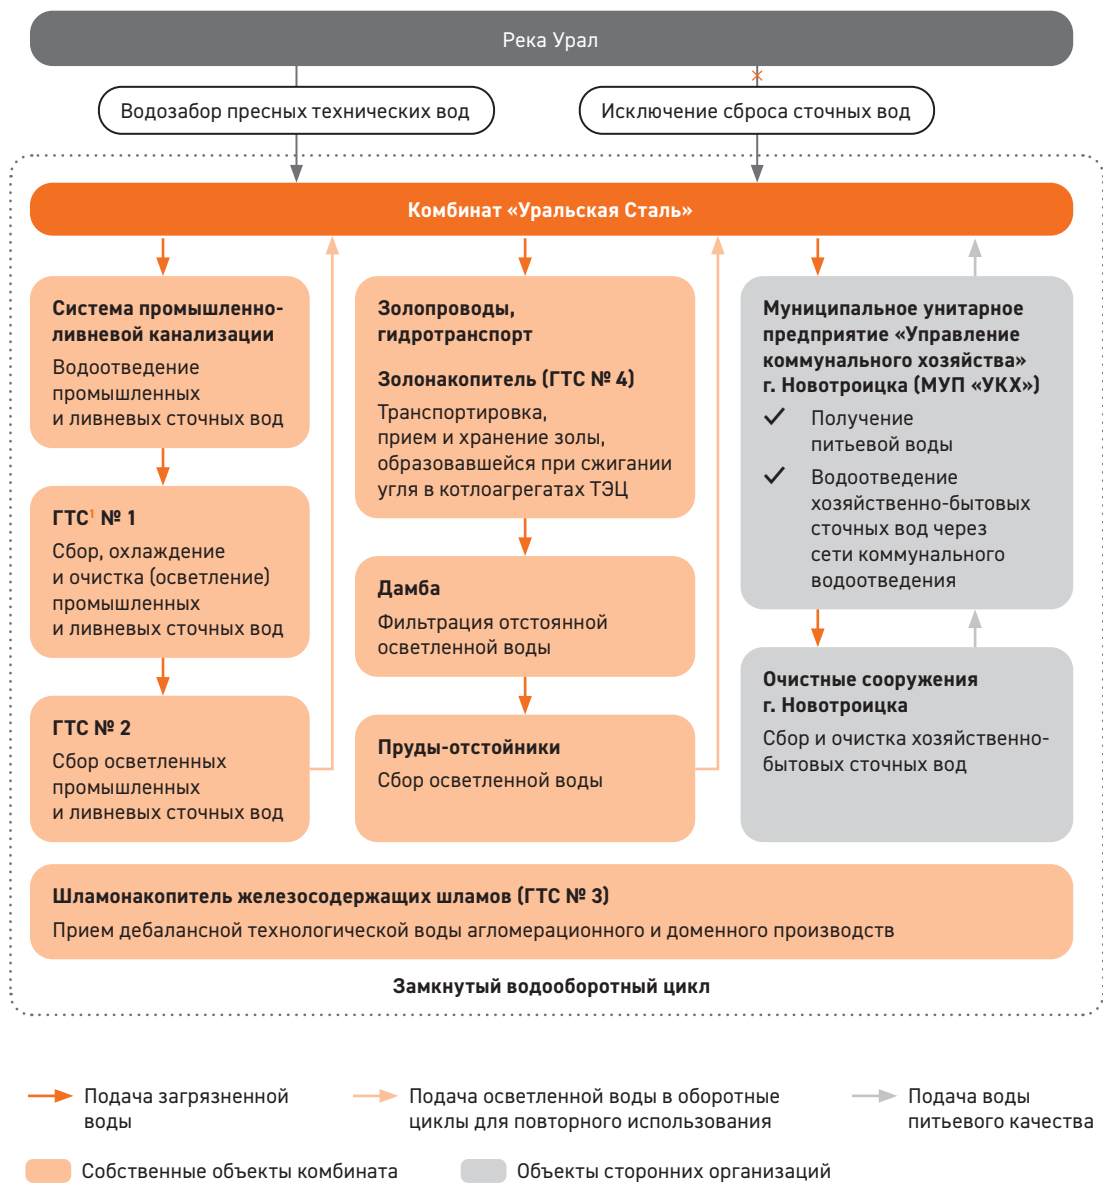 Река Урал
Водозабор пресных технических вод
Исключение сброса сточных вод
Комбинат «Уральская Сталь»
Система промышленно-
ливневой канализации
Водоотведение
промышленных
и ливневых сточных вод
ГТС¹ № 1
Сбор, охлаждение
и очистка (осветление)
промышленных
и ливневых сточных вод
ГТС № 2
Сбор осветленных
промышленных
и ливневых сточных вод
Золопроводы,
гидротранспорт
Золонакопитель (ГТС № 4)
Транспортировка,
прием и хранение золы,
образовавшейся при сжигании
угля в котлоагрегатах ТЭЦ
Дамба
Фильтрация отстоянной
осветленной воды
Пруды-отстойники
Сбор осветленной воды
Муниципальное унитарное
предприятие «Управление
коммунального хозяйства»
г. Новотроицка (МУП «УКХ»)
Получение
питьевой воды
Водоотведение
хозяйственно-бытовых
сточных вод через
сети коммунального
водоотведения
Очистные сооружения
г. Новотроицка
Сбор и очистка хозяйственно-
бытовых сточных вод
Шламонакопитель железосодержащих шламов (ГТС № 3)
Прием дебалансной технологической воды агломерационного и доменного производств
Замкнутый водооборотный цикл
Подача загрязненной
воды
Подача осветленной воды в оборотные
циклы для повторного использования
Подача воды
питьевого качества
Собственные объекты комбината
Объекты сторонних организаций